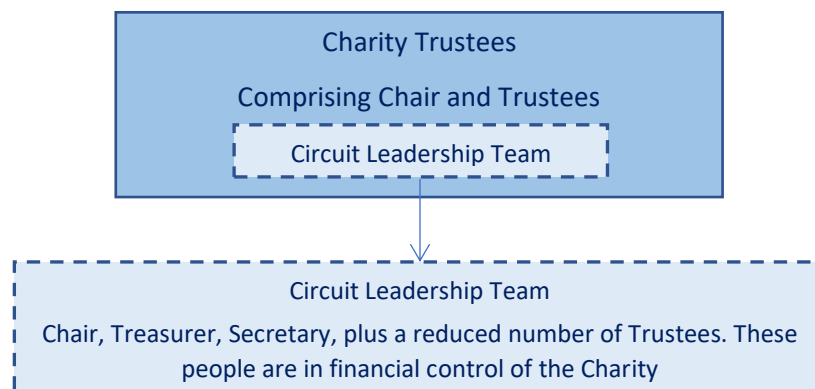 Charity Trustees
Comprising Chair and Trustees
Circuit Leadership Team
Circuit Leadership Team
Chair, Treasurer, Secretary, plus a reduced number of Trustees. These
people are in financial control of the Charity